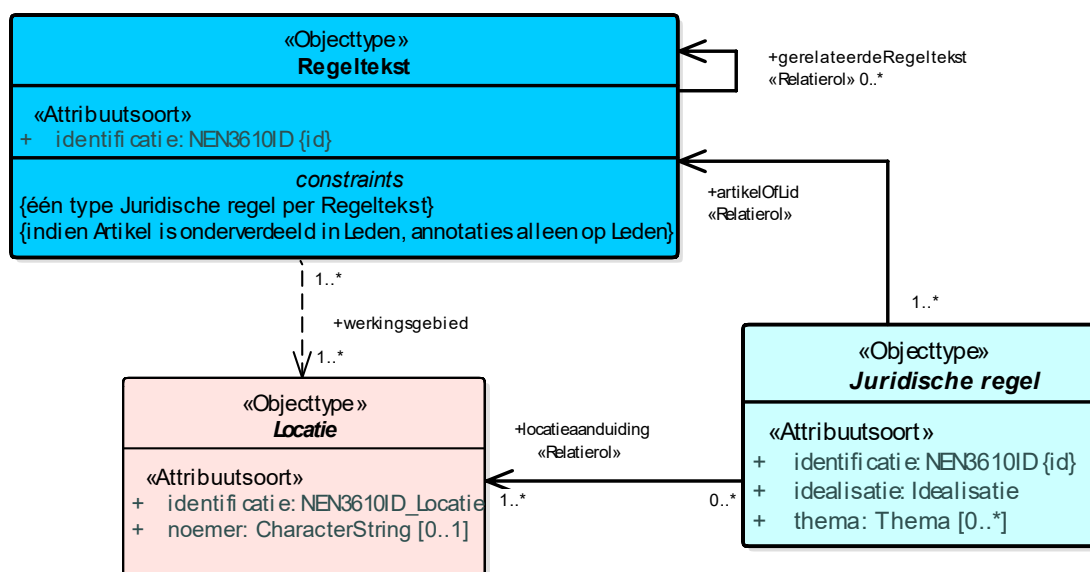 «Objecttype»
Regeltekst
«Attribuutsoort»
+ identificatie: NEN3610ID {id}
constraints
{één type Juridische regel per Regeltekst}
{indien Artikel is onderverdeeld in Leden, annotaties alleen op Leden}
+gerelateerdeRegeltekst
«Relatierol» 0..*
+artikelOfLid
«Relatierol»
1..*
1..*
+werkingsgebied
1..*
«Objecttype»
Locatie
«Attribuutsoort»
+ identificatie: NEN3610ID_Locatie
+ noemer: CharacterString [0..1]
+locatieaanduiding
«Relatierol»
1..*
0..*
«Objecttype»
Juridische regel
«Attribuutsoort»
+ identificatie: NEN3610ID {id}
+ idealisatie: Idealisatie
+ thema: Thema [0..*]